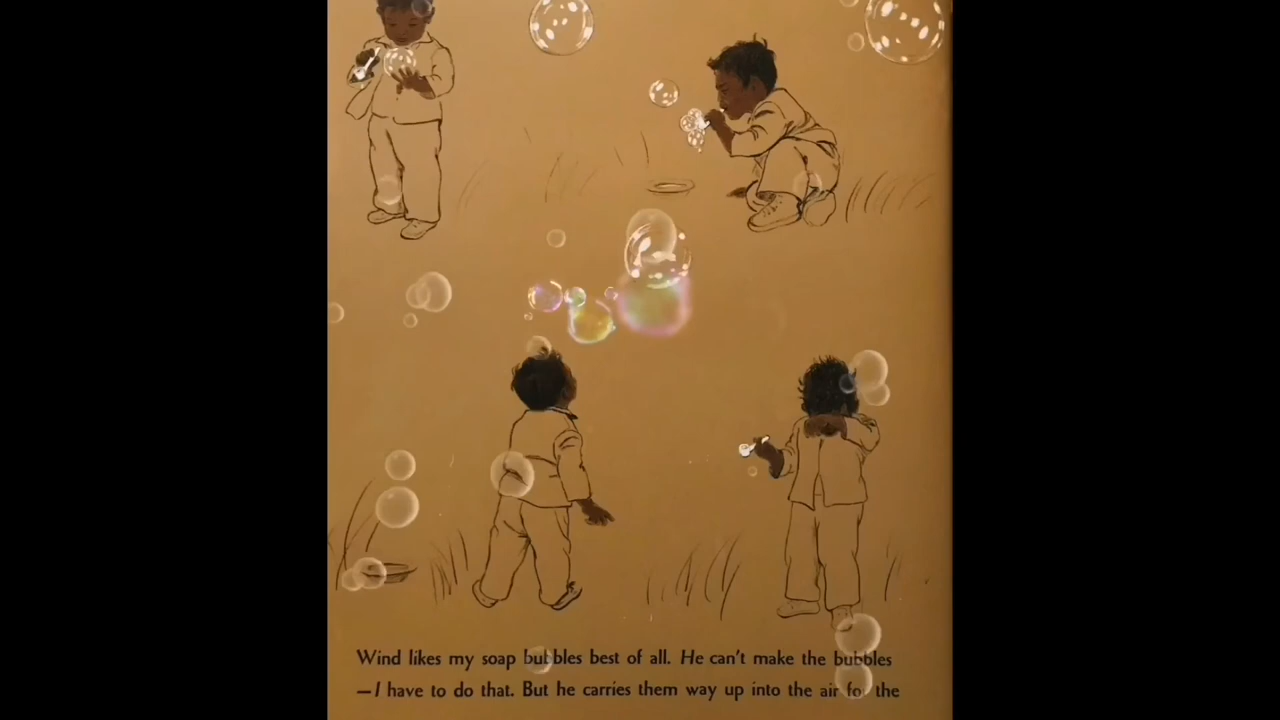 Wind likes my soap bubbles best of all. He can't make the bubbles
—I have to do that. But he carries them way up into the air for the